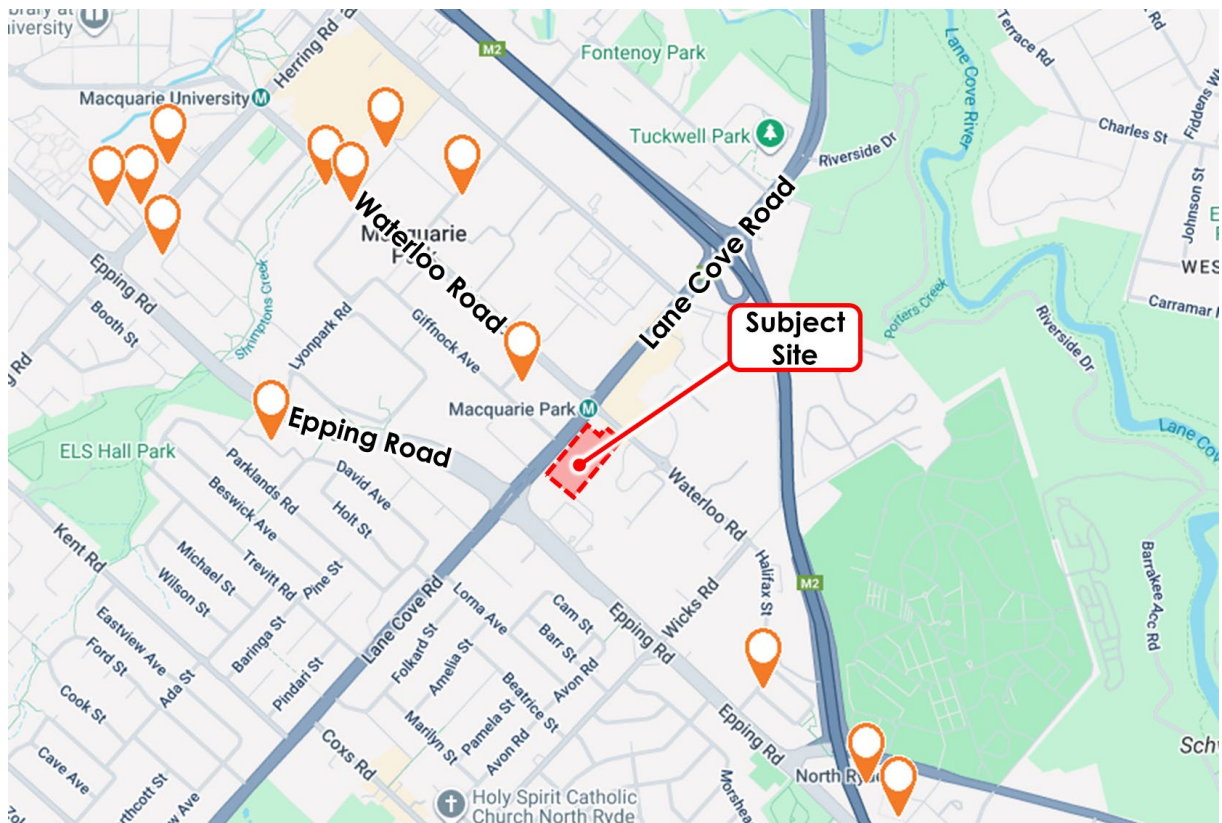 iversity
M2
Herring Rd
Fontenoy Park
Terrace Rd
Lane Cove River
Macquarie University
M
Tuckwell Park
Charles St
Riverside Dr
Johnson St
Waterloo Road
Macquarie
Lane Cove Road
WES
Epping Rd
Booth St
Shrimptons Creek
Lyonpark Rd
Giffnock Ave
Porters Creek
Riverside Dr
Carramar
Subject
Site
Macquarie Park
M
Lane Cove
Epping Road
ELS Hall Park
Parklands Rd
David Ave
Beswick Ave
Holt St
Waterloo Rd
Kent Rd
Michael St
Trevitt Rd
Pine St
Wilson St
Halifax St
M2
Barrakee Acc Rd
Lane Cove Rd
Lorna Ave
Cam St
Epping Rd
Wicks Rd
Eastview Ave
Baringa St
Folkard St
Barr St
Ford St
Ada St
Amelia St
Avon Rd
Pindari St
Beatrice St
Cook St
Pamela St
Marilyn St
Avon Rd
Epping Rd
Coxs Rd
Cave Ave
North Ryde
Holy Spirit Catholic
Church North Ryde